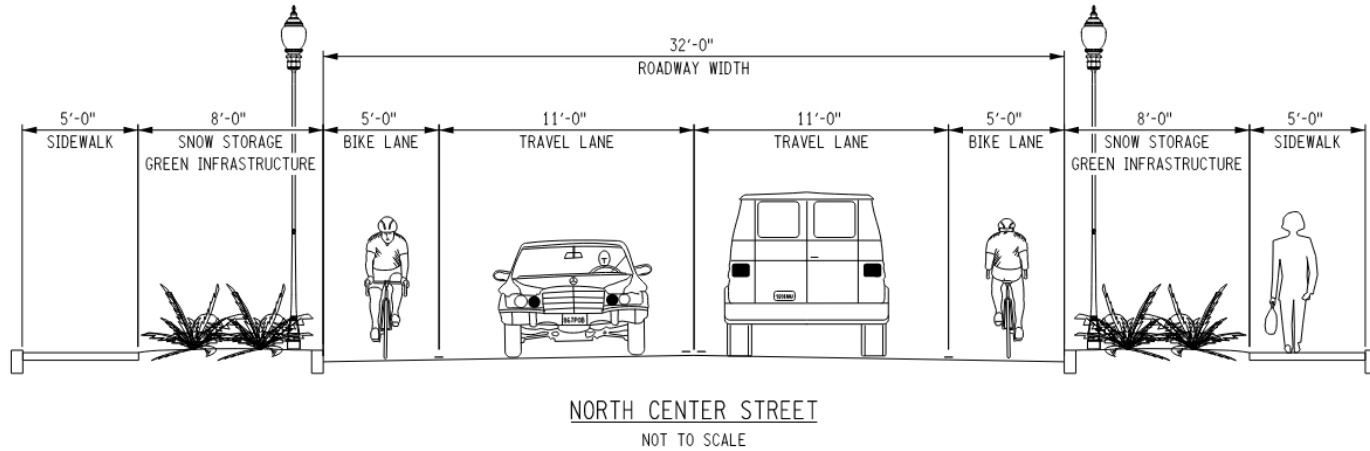 32'-0"
ROADWAY WIDTH
5'-0"
SIDEWALK
8'-0"
SNOW STORAGE
GREEN INFRASTRUCTURE
5'-0"
BIKE LANE
11'-0"
TRAVEL LANE
11'-0"
TRAVEL LANE
5'-0"
BIKE LANE
8'-0"
SNOW STORAGE
GREEN INFRASTRUCTURE
5'-0"
SIDEWALK
NORTH CENTER STREET
NOT TO SCALE